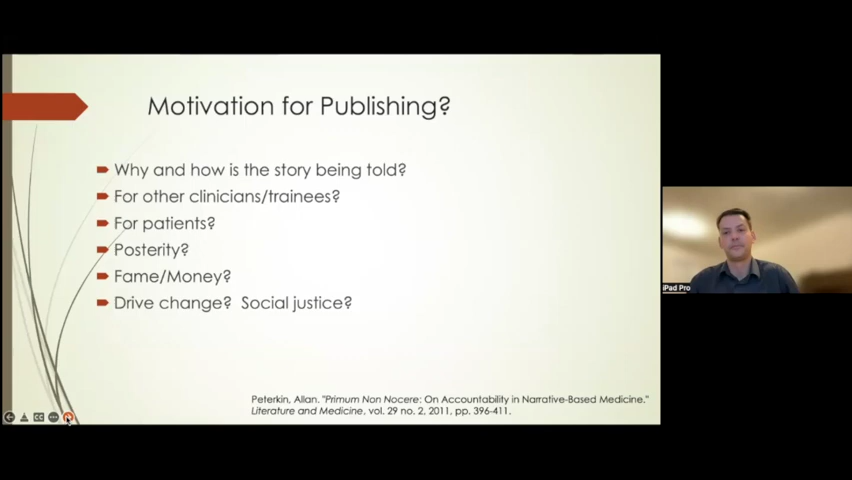 Motivation for Publishing?
Why and how is the story being told?
For other clinicians/trainees?
For patients?
Posterity?
Fame/Money?
Drive change?  Social justice?
Peterkin, Allan. "Primum Non Nocere: On Accountability in Narrative-Based Medicine."
Literature and Medicine, vol. 29 no. 2, 2011, pp. 396-411.
CC
iPad Pro